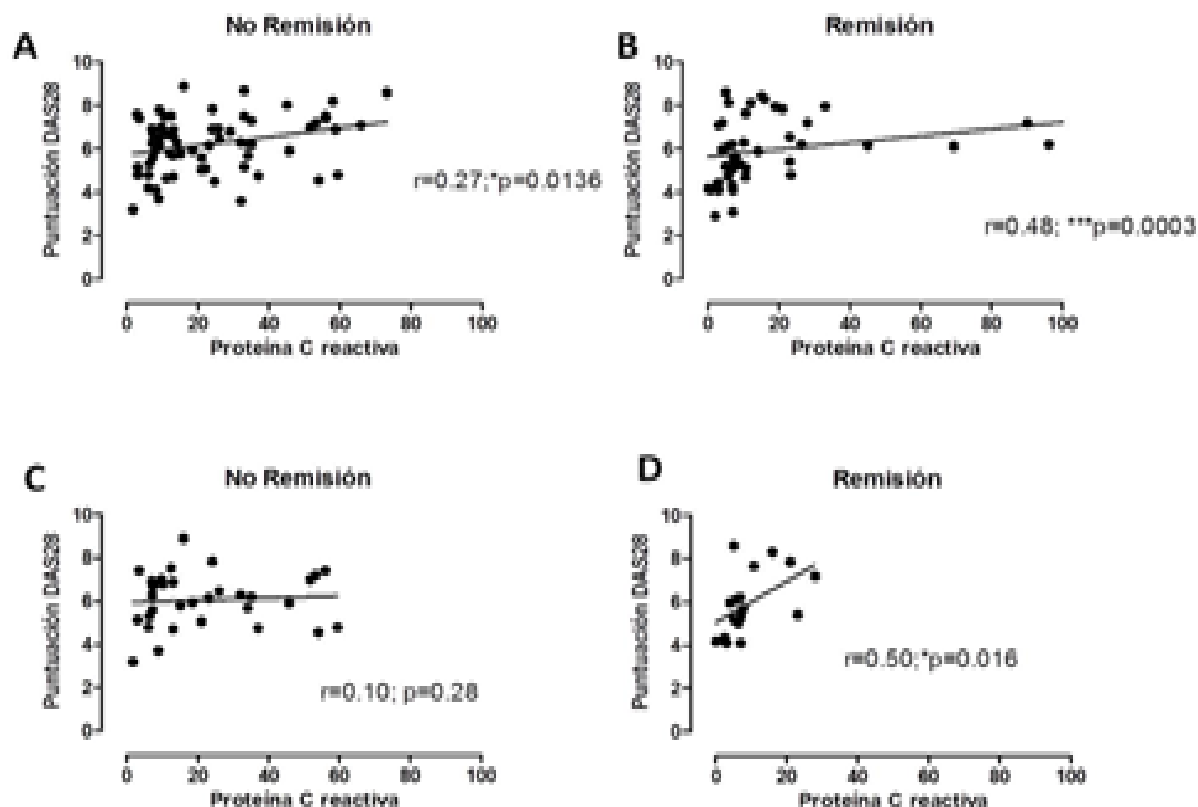 A
No Remisión
Puntuación DAS28
10
8
6
4
2
0
r=0.27;*p=0.0136
0 20 40 60 80 100
Proteína C reactiva
B
Remisión
Puntuación DAS28
10
8
6
4
2
0
r=0.48; ***p=0.0003
0 20 40 60 80 100
Proteína C reactiva
C
No Remisión
Puntuación DAS28
10
8
6
4
2
0
r=0.10; p=0.28
0 20 40 60 80 100
Proteína C reactiva
D
Remisión
Puntuación DAS28
10
8
6
4
2
0
r=0.50;*p=0.016
0 20 40 60 80 100
Proteína C reactiva